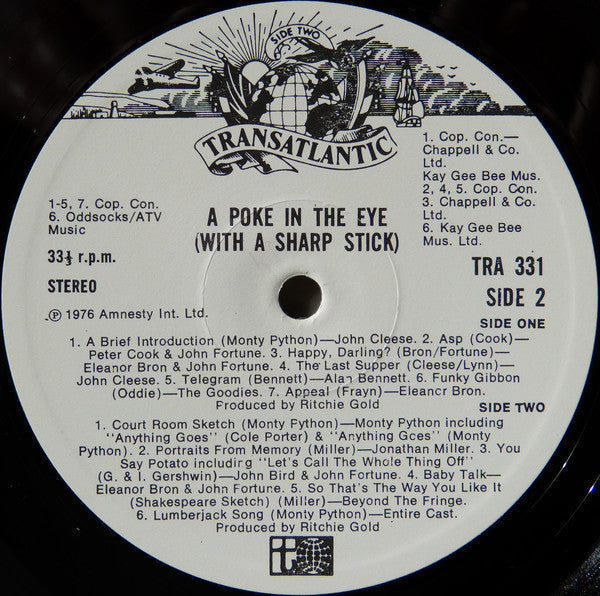 SIDE TWO
TRANSATLANTIC
1-5, 7. Cop. Con.
6. Oddsocks/ATV
Music
33⅓ r.p.m.
STEREO
℗ 1976 Amnesty Int. Ltd.
A POKE IN THE EYE
(WITH A SHARP STICK)
1. Cop. Con.—
Chappell & Co.
Ltd.
Kay Gee Bee Mus.
2, 4, 5. Cop. Con.
3. Chappell & Co.
Ltd.
6. Kay Gee Bee
Mus. Ltd.
TRA 331
SIDE 2
SIDE ONE
1. A Brief Introduction (Monty Python)—John Cleese. 2. Asp (Cook)—
Peter Cook & John Fortune. 3. Happy, Darling? (Bron/Fortune)—
Eleanor Bron & John Fortune. 4. The Last Supper (Cleese/Lynn)—
John Cleese. 5. Telegram (Bennett)—Alan Bennett. 6. Funky Gibbon
(Oddie)—The Goodies. 7. Appeal (Frayn)—Eleancr Bron.
Produced by Ritchie Gold
SIDE TWO
1. Court Room Sketch (Monty Python)—Monty Python including
"Anything Goes" (Cole Porter) & "Anything Gces" (Monty
Python). 2. Portraits From Memory (Miller)—Jonathan Miller. 3. You
Say Potato including "Let's Call The Whole Thing Off"
(G. & I. Gershwin)—John Bird & John Fortune. 4. Baby Talk—
Eleanor Bron & John Fortune. 5. So That's The Way You Like It
(Shakespeare Sketch) (Miller)—Beyond The Fringe.
6. Lumberjack Song (Monty Python)—Entire Cast.
Produced by Ritchie Gold
it